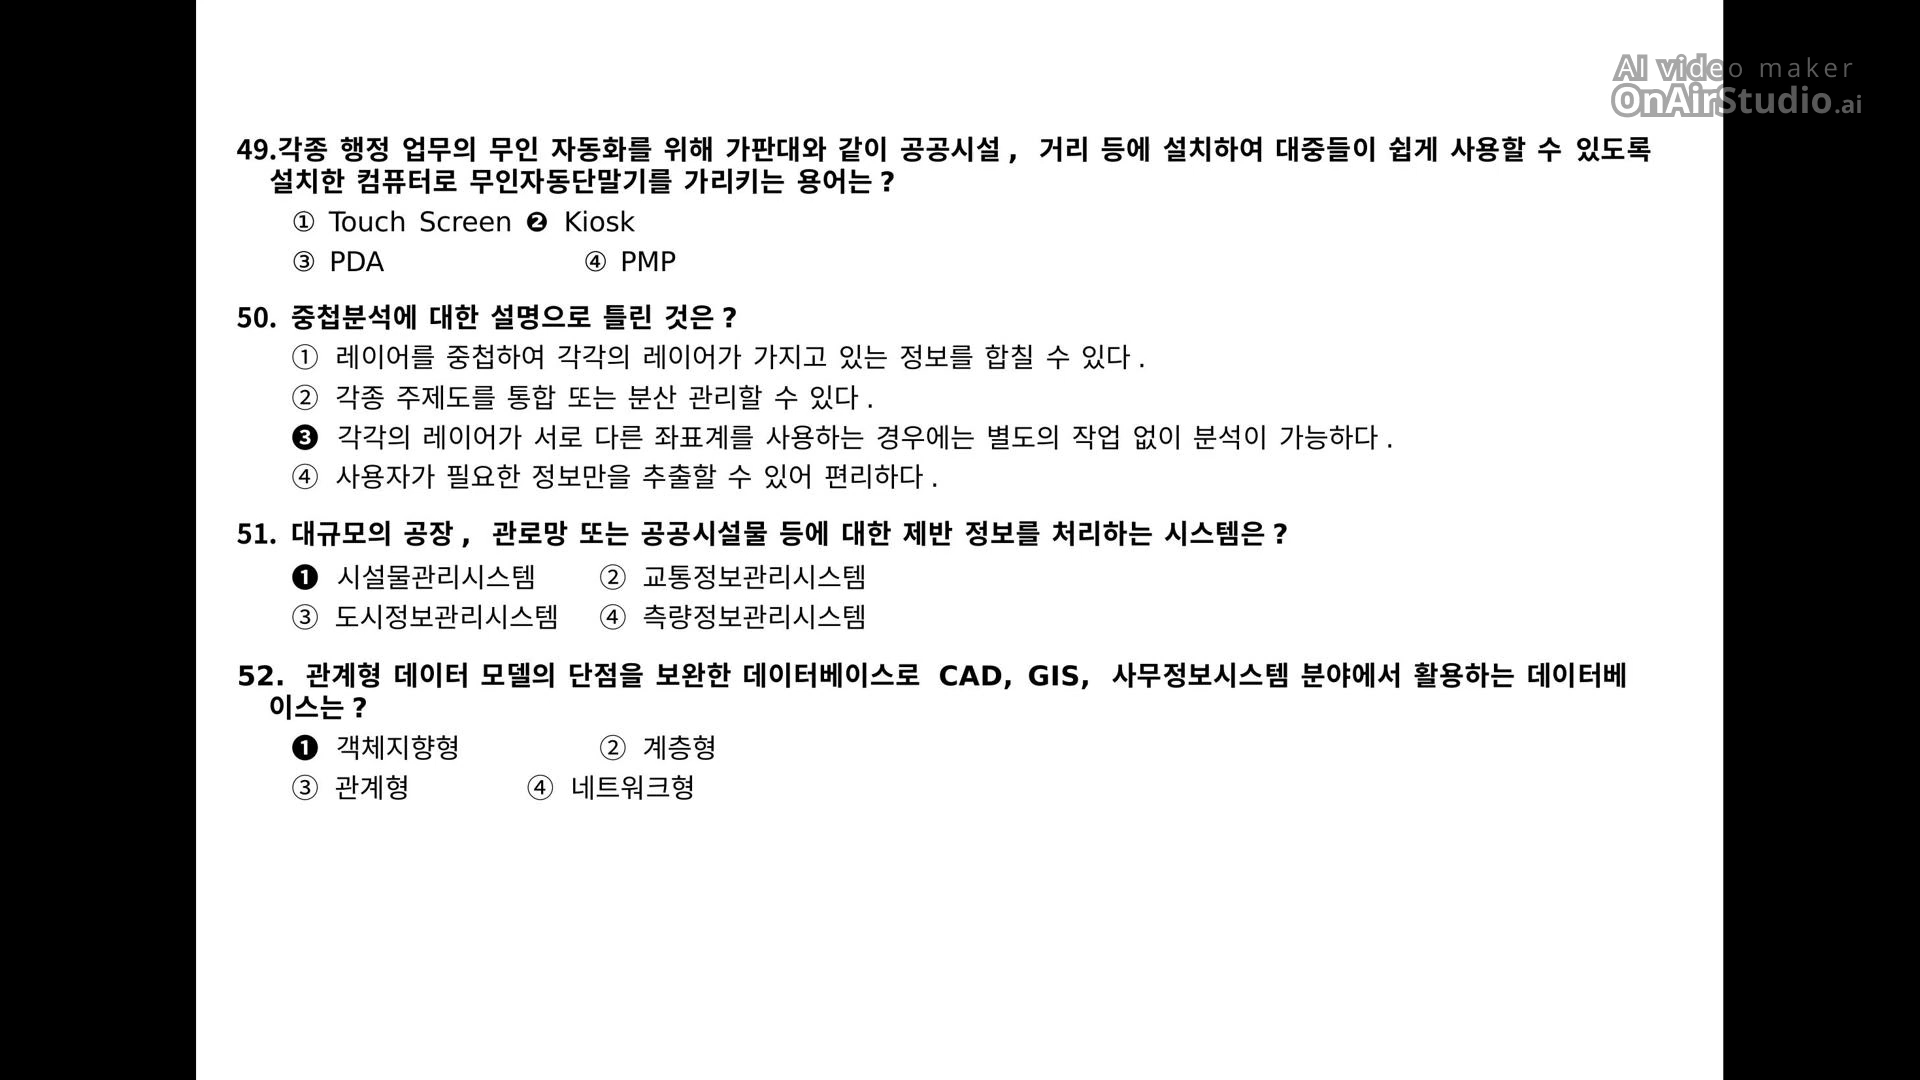 AI video maker
OnAirStudio.ai
49.각종 행정 업무의 무인 자동화를 위해 가판대와 같이 공공시설, 거리 등에 설치하여 대중들이 쉽게 사용할 수 있도록
설치한 컴퓨터로 무인자동단말기를 가리키는 용어는?
① Touch Screen ❷ Kiosk
③ PDA ④ PMP
50. 중첩분석에 대한 설명으로 틀린 것은?
① 레이어를 중첩하여 각각의 레이어가 가지고 있는 정보를 합칠 수 있다.
② 각종 주제도를 통합 또는 분산 관리할 수 있다.
❸ 각각의 레이어가 서로 다른 좌표계를 사용하는 경우에는 별도의 작업 없이 분석이 가능하다.
④ 사용자가 필요한 정보만을 추출할 수 있어 편리하다.
51. 대규모의 공장, 관로망 또는 공공시설물 등에 대한 제반 정보를 처리하는 시스템은?
❶ 시설물관리시스템 ② 교통정보관리시스템
③ 도시정보관리시스템 ④ 측량정보관리시스템
52. 관계형 데이터 모델의 단점을 보완한 데이터베이스로 CAD, GIS, 사무정보시스템 분야에서 활용하는 데이터베
이스는?
❶ 객체지향형 ② 계층형
③ 관계형 ④ 네트워크형